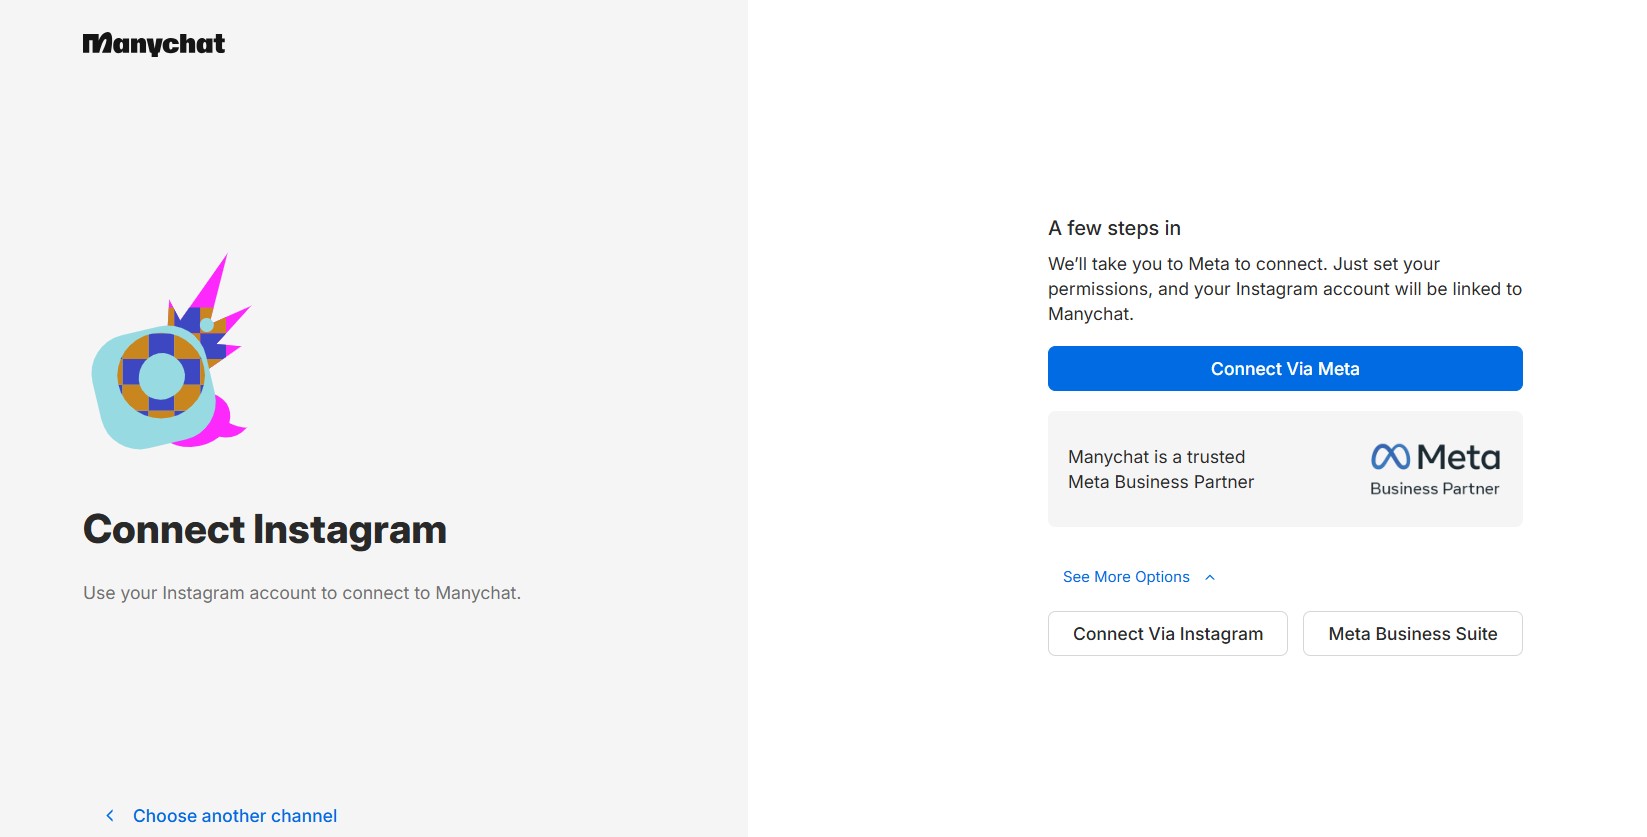 Manychat
Connect Instagram
Use your Instagram account to connect to Manychat.
Choose another channel
A few steps in
We’ll take you to Meta to connect. Just set your
permissions, and your Instagram account will be linked to
Manychat.
Connect Via Meta
Manychat is a trusted
Meta Business Partner
Meta
Business Partner
See More Options
Connect Via Instagram
Meta Business Suite